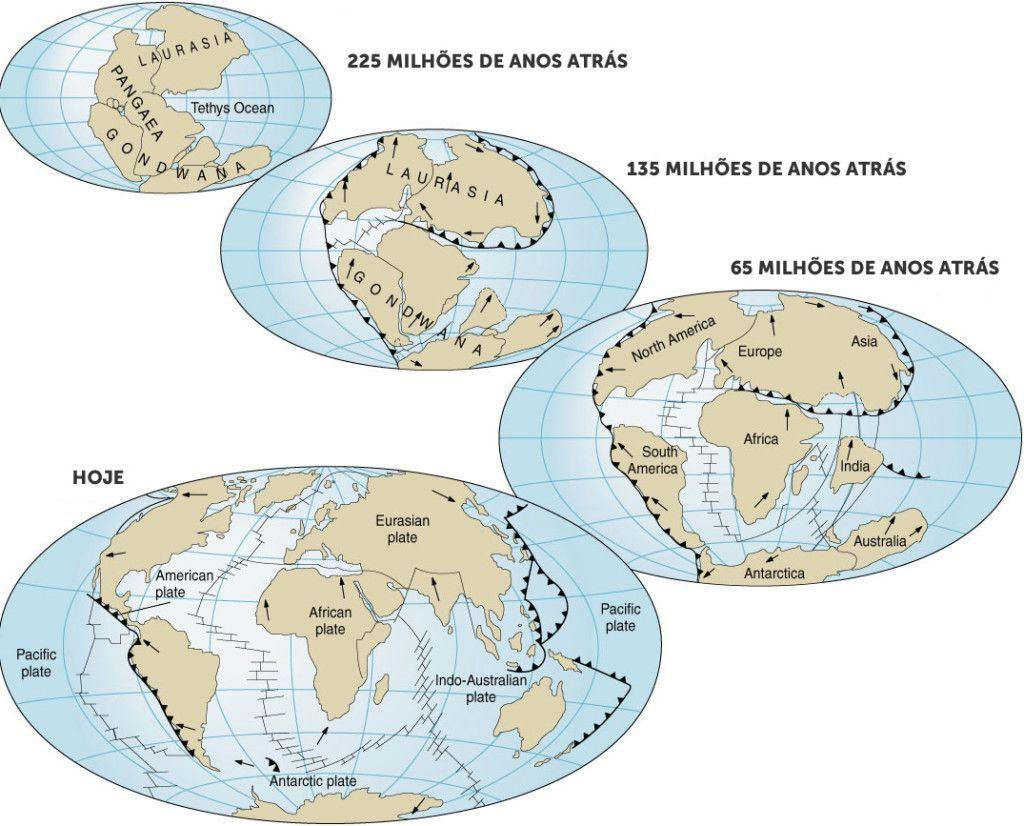 225 MILHÕES DE ANOS ATRÁS
LAURASIA
PANGAEA
Tethys Ocean
GONDWANA
135 MILHÕES DE ANOS ATRÁS
LAURASIA
GONDWANA
65 MILHÕES DE ANOS ATRÁS
North America
Europe
Asia
Africa
South
America
India
Australia
Antarctica
HOJE
Eurasian
plate
American
plate
African
plate
Pacific
plate
Pacific
plate
Indo-Australian
plate
Antarctic plate